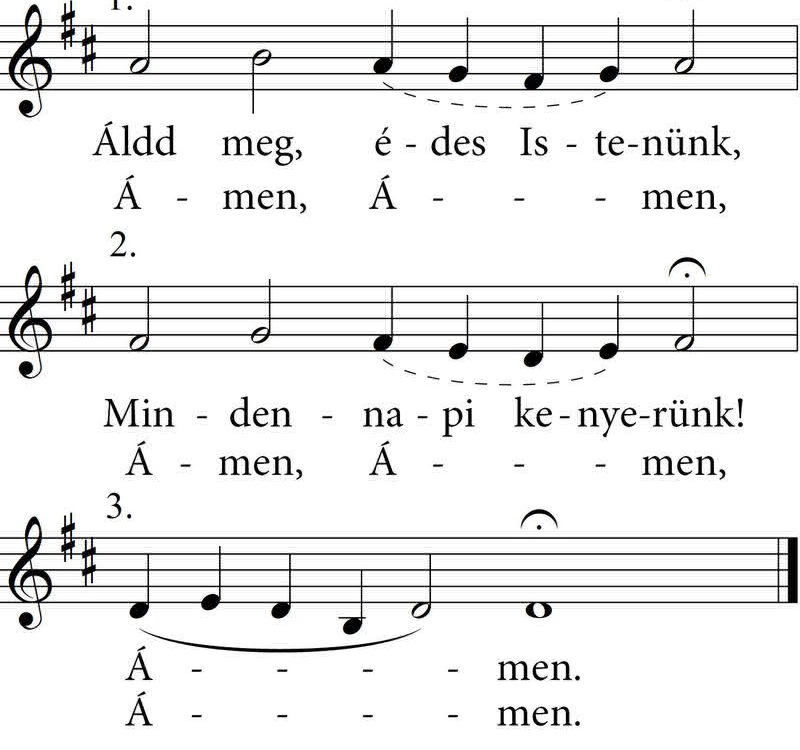 1.
Áldd meg, é - des Is - te-nünk,
Á - men, Á - - - men,
2.
Min - den - na - pi ke - nye-rünk!
Á - men, Á - - - men,
3.
Á - - - - men.
Á - - - - men.